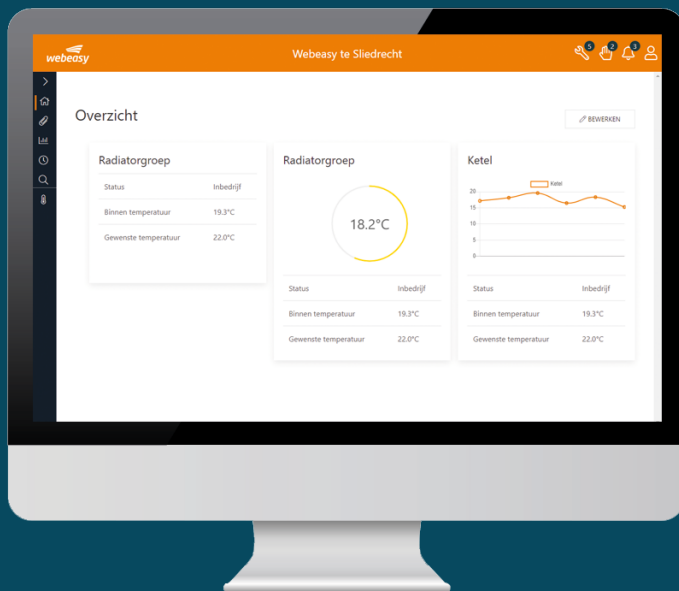 webeasy
Webeasy te Sliedrecht
5
2
3
Overzicht
BEWERKEN
Radiatorgroep
Status Inbedrijf
Binnen temperatuur 19.3°C
Gewenste temperatuur 22.0°C
Radiatorgroep
18.2°C
Status Inbedrijf
Binnen temperatuur 19.3°C
Gewenste temperatuur 22.0°C
Ketel
Ketel
20
15
10
5
0
Status Inbedrijf
Binnen temperatuur 19.3°C
Gewenste temperatuur 22.0°C